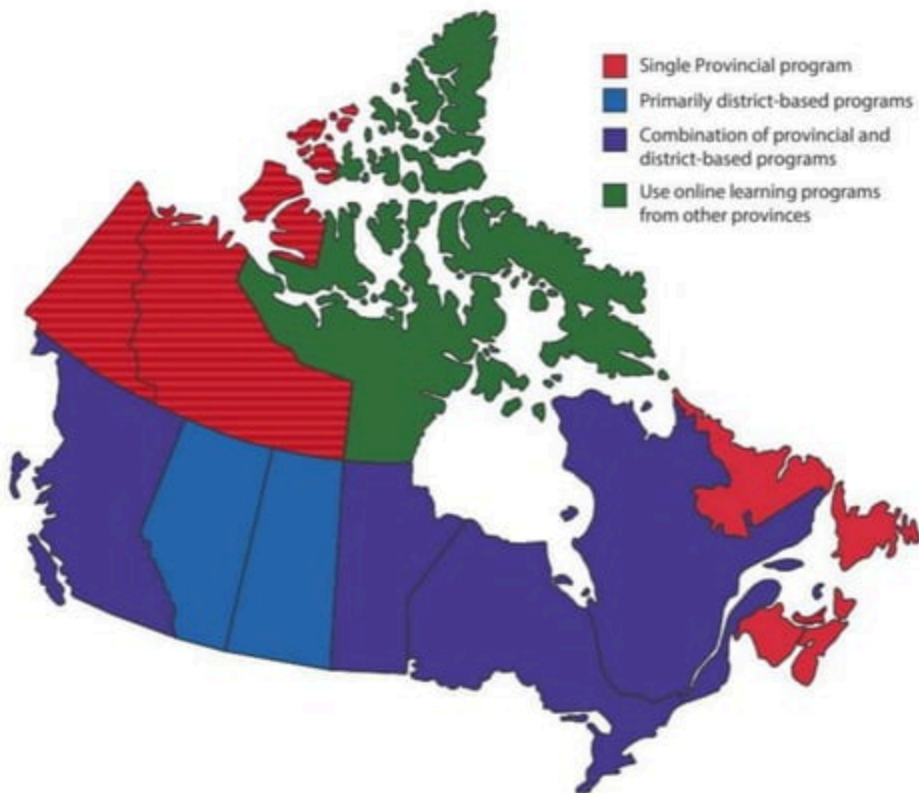 Single Provincial program
Primarily district-based programs
Combination of provincial and
district-based programs
Use online learning programs
from other provinces